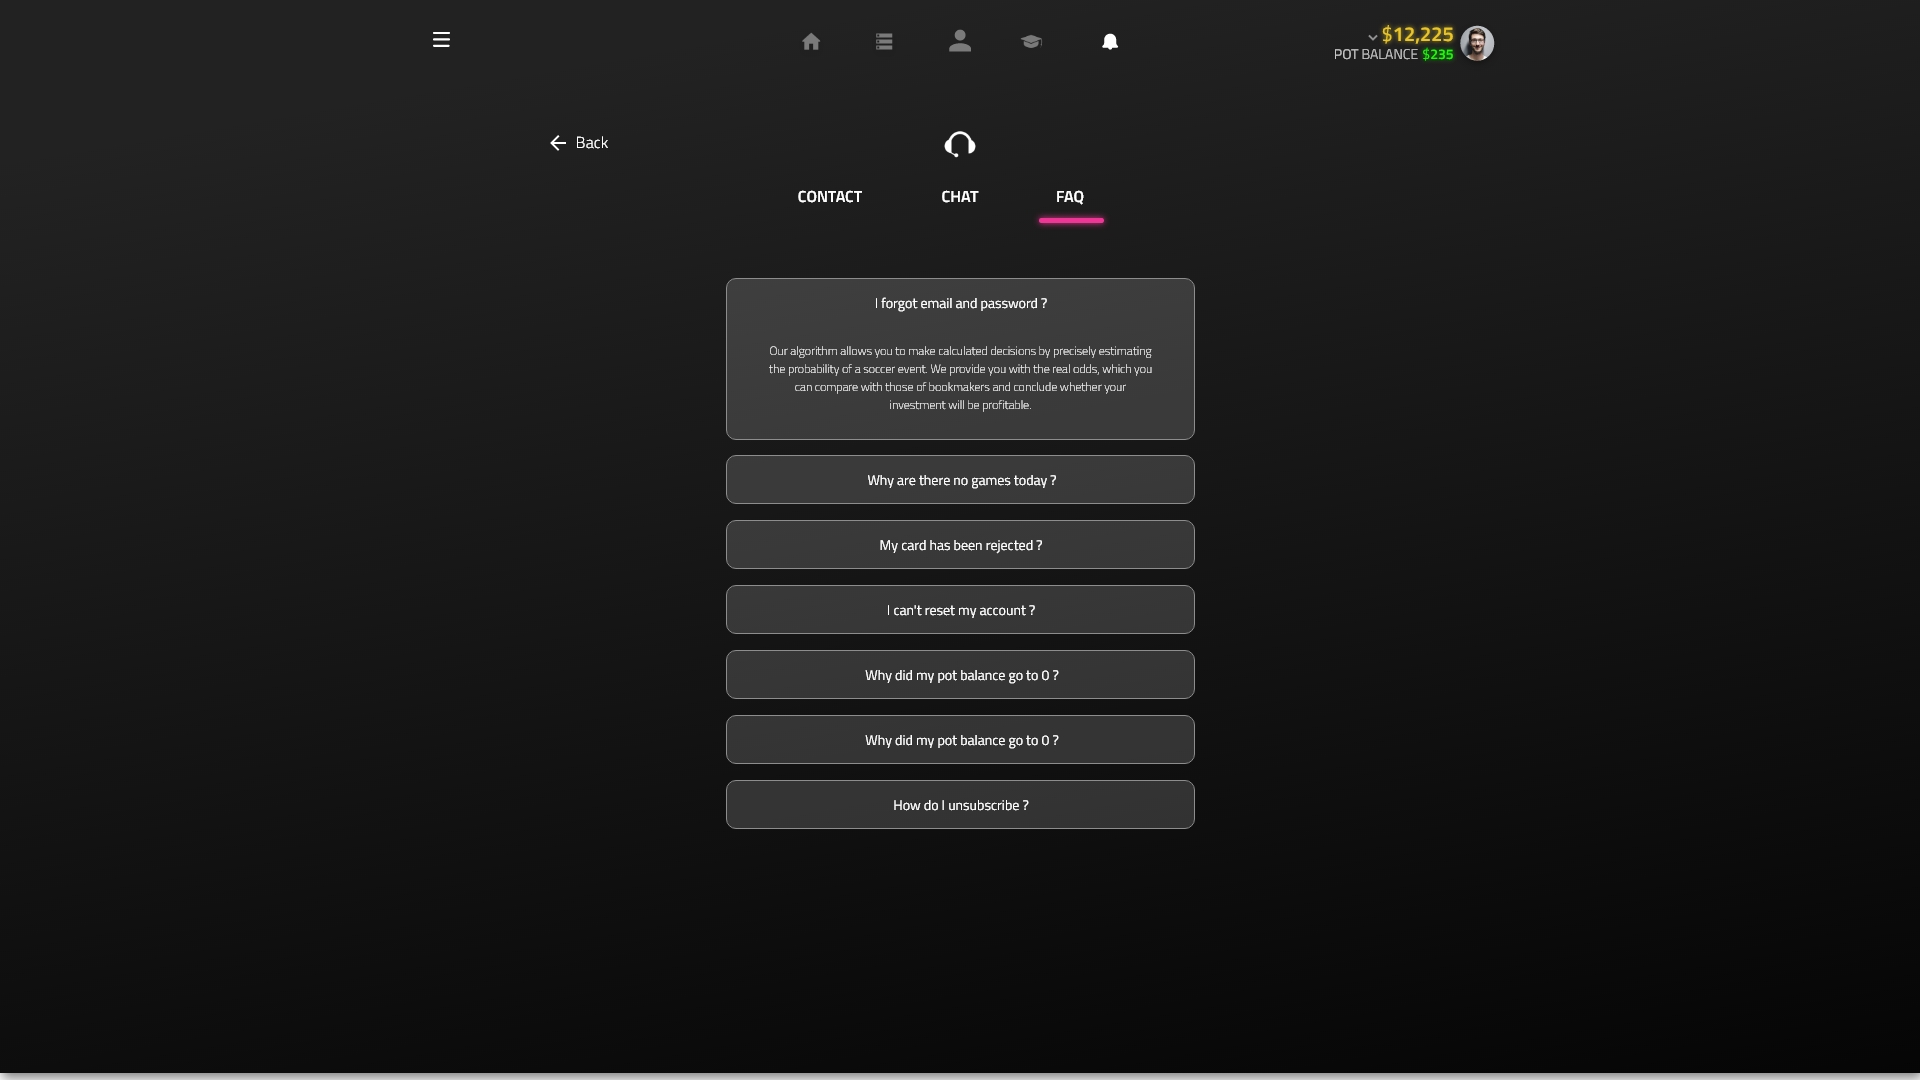 $12,225
POT BALANCE $235
Back
CONTACT
CHAT
FAQ
I forgot email and password ?
Our algorithm allows you to make calculated decisions by precisely estimating
the probability of a soccer event. We provide you with the real odds, which you
can compare with those of bookmakers and conclude whether your
investment will be profitable.
Why are there no games today ?
My card has been rejected ?
I can't reset my account ?
Why did my pot balance go to 0 ?
Why did my pot balance go to 0 ?
How do I unsubscribe ?